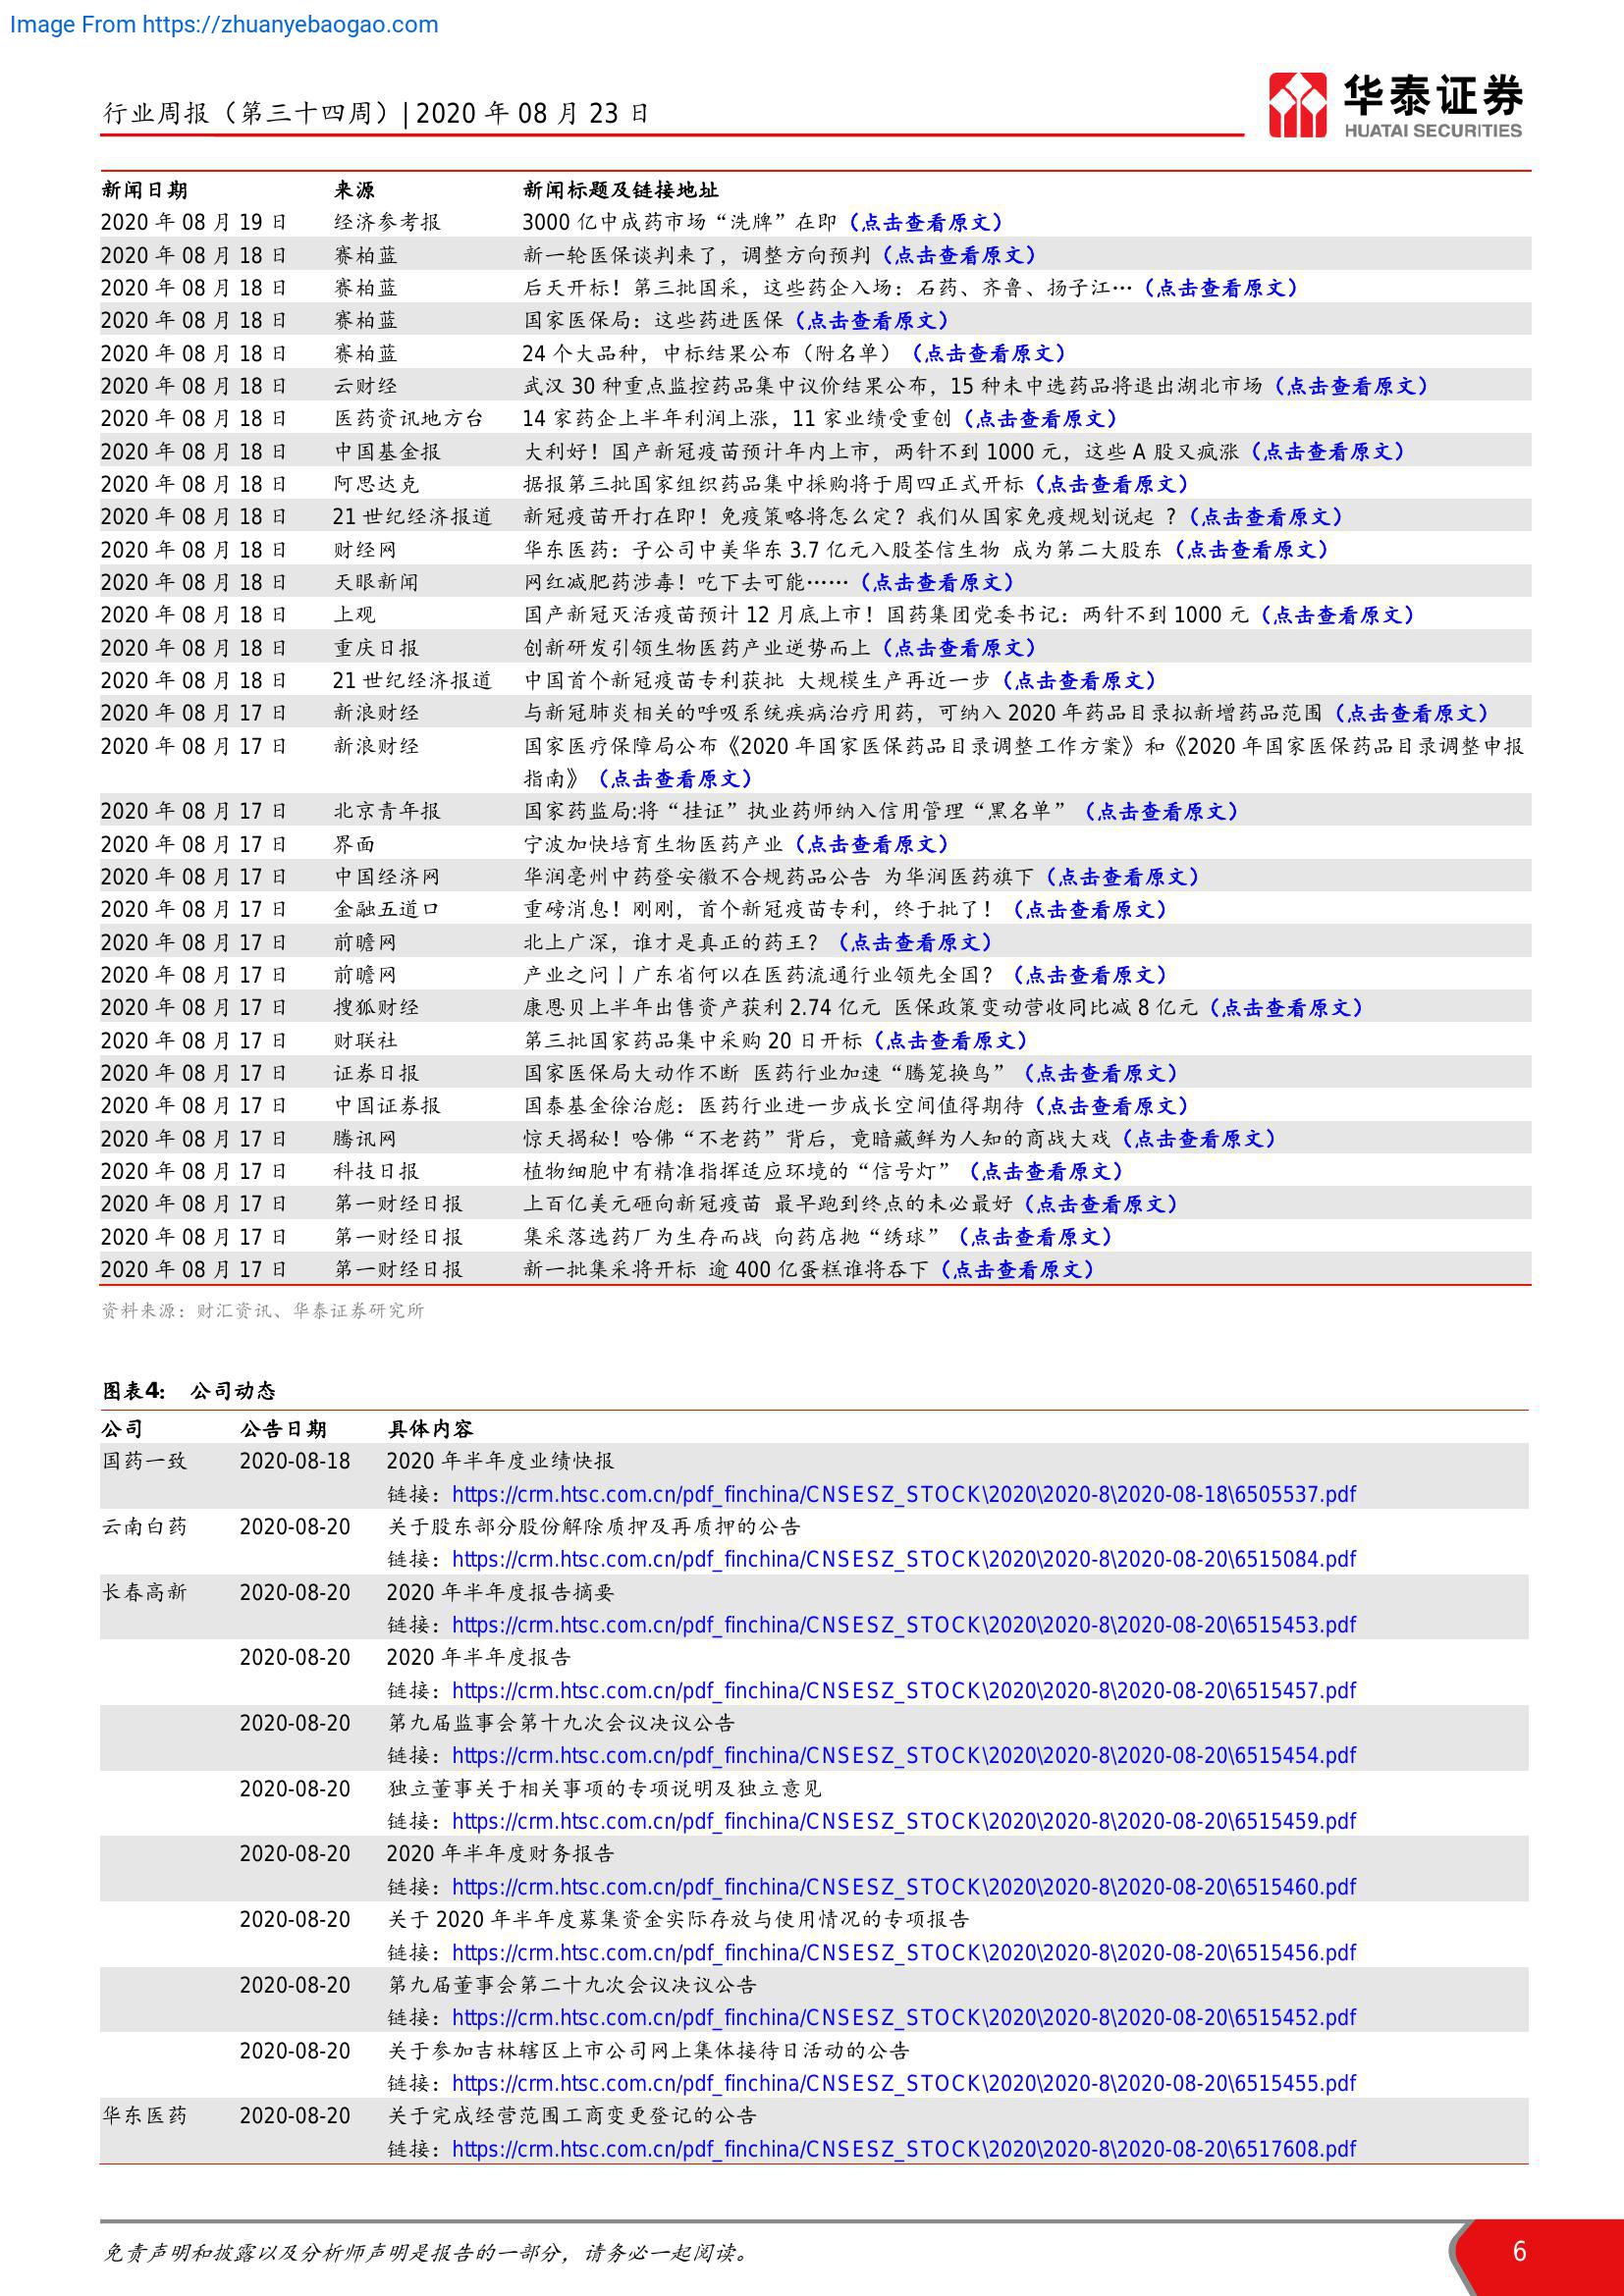 Image From https://zhuanyebaogao.com
行业周报（第三十四周）| 2020 年 08 月 23 日
华泰证券
HUATAI SECURITIES
新闻日期 来源 新闻标题及链接地址
2020 年 08 月 19 日 经济参考报 3000 亿中成药市场“洗牌”在即（点击查看原文）
2020 年 08 月 18 日 赛柏蓝 新一轮医保谈判来了，调整方向预判（点击查看原文）
2020 年 08 月 18 日 赛柏蓝 后天开标！第三批国采，这些药企入场：石药、齐鲁、扬子江…（点击查看原文）
2020 年 08 月 18 日 赛柏蓝 国家医保局：这些药进医保（点击查看原文）
2020 年 08 月 18 日 赛柏蓝 24 个大品种，中标结果公布（附名单）（点击查看原文）
2020 年 08 月 18 日 云财经 武汉 30 种重点监控药品集中议价结果公布，15 种未中选药品将退出湖北市场（点击查看原文）
2020 年 08 月 18 日 医药资讯地方台 14 家药企上半年利润上涨，11 家业绩受重创（点击查看原文）
2020 年 08 月 18 日 中国基金报 大利好！国产新冠疫苗预计年内上市，两针不到 1000 元，这些 A 股又疯涨（点击查看原文）
2020 年 08 月 18 日 阿思达克 据报第三批国家组织药品集中採购将于周四正式开标（点击查看原文）
2020 年 08 月 18 日 21 世纪经济报道 新冠疫苗开打在即！免疫策略将怎么定？我们从国家免疫规划说起 ？（点击查看原文）
2020 年 08 月 18 日 财经网 华东医药：子公司中美华东 3.7 亿元入股荃信生物 成为第二大股东（点击查看原文）
2020 年 08 月 18 日 天眼新闻 网红减肥药涉毒！吃下去可能……（点击查看原文）
2020 年 08 月 18 日 上观 国产新冠灭活疫苗预计 12 月底上市！国药集团党委书记：两针不到 1000 元（点击查看原文）
2020 年 08 月 18 日 重庆日报 创新研发引领生物医药产业逆势而上（点击查看原文）
2020 年 08 月 18 日 21 世纪经济报道 中国首个新冠疫苗专利获批 大规模生产再近一步（点击查看原文）
2020 年 08 月 17 日 新浪财经 与新冠肺炎相关的呼吸系统疾病治疗用药，可纳入 2020 年药品目录拟新增药品范围（点击查看原文）
2020 年 08 月 17 日 新浪财经 国家医疗保障局公布《2020 年国家医保药品目录调整工作方案》和《2020 年国家医保药品目录调整申报
指南》（点击查看原文）
2020 年 08 月 17 日 北京青年报 国家药监局:将“挂证”执业药师纳入信用管理“黑名单”（点击查看原文）
2020 年 08 月 17 日 界面 宁波加快培育生物医药产业（点击查看原文）
2020 年 08 月 17 日 中国经济网 华润亳州中药登安徽不合规药品公告 为华润医药旗下（点击查看原文）
2020 年 08 月 17 日 金融五道口 重磅消息！刚刚，首个新冠疫苗专利，终于批了！（点击查看原文）
2020 年 08 月 17 日 前瞻网 北上广深，谁才是真正的药王？（点击查看原文）
2020 年 08 月 17 日 前瞻网 产业之问丨广东省何以在医药流通行业领先全国？（点击查看原文）
2020 年 08 月 17 日 搜狐财经 康恩贝上半年出售资产获利 2.74 亿元 医保政策变动营收同比减 8 亿元（点击查看原文）
2020 年 08 月 17 日 财联社 第三批国家药品集中采购 20 日开标（点击查看原文）
2020 年 08 月 17 日 证券日报 国家医保局大动作不断 医药行业加速“腾笼换鸟”（点击查看原文）
2020 年 08 月 17 日 中国证券报 国泰基金徐治彪：医药行业进一步成长空间值得期待（点击查看原文）
2020 年 08 月 17 日 腾讯网 惊天揭秘！哈佛“不老药”背后，竟暗藏鲜为人知的商战大戏（点击查看原文）
2020 年 08 月 17 日 科技日报 植物细胞中有精准指挥适应环境的“信号灯”（点击查看原文）
2020 年 08 月 17 日 第一财经日报 上百亿美元砸向新冠疫苗 最早跑到终点的未必最好（点击查看原文）
2020 年 08 月 17 日 第一财经日报 集采落选药厂为生存而战 向药店抛“绣球”（点击查看原文）
2020 年 08 月 17 日 第一财经日报 新一批集采将开标 逾 400 亿蛋糕谁将吞下（点击查看原文）
资料来源：财汇资讯、华泰证券研究所
图表4： 公司动态
公司 公告日期 具体内容
国药一致 2020-08-18 2020 年半年度业绩快报
链接：https://crm.htsc.com.cn/pdf_finchina/CNSESZ_STOCK\2020\2020-8\2020-08-18\6505537.pdf
云南白药 2020-08-20 关于股东部分股份解除质押及再质押的公告
链接：https://crm.htsc.com.cn/pdf_finchina/CNSESZ_STOCK\2020\2020-8\2020-08-20\6515084.pdf
长春高新 2020-08-20 2020 年半年度报告摘要
链接：https://crm.htsc.com.cn/pdf_finchina/CNSESZ_STOCK\2020\2020-8\2020-08-20\6515453.pdf
2020-08-20 2020 年半年度报告
链接：https://crm.htsc.com.cn/pdf_finchina/CNSESZ_STOCK\2020\2020-8\2020-08-20\6515457.pdf
2020-08-20 第九届监事会第十九次会议决议公告
链接：https://crm.htsc.com.cn/pdf_finchina/CNSESZ_STOCK\2020\2020-8\2020-08-20\6515454.pdf
2020-08-20 独立董事关于相关事项的专项说明及独立意见
链接：https://crm.htsc.com.cn/pdf_finchina/CNSESZ_STOCK\2020\2020-8\2020-08-20\6515459.pdf
2020-08-20 2020 年半年度财务报告
链接：https://crm.htsc.com.cn/pdf_finchina/CNSESZ_STOCK\2020\2020-8\2020-08-20\6515460.pdf
2020-08-20 关于 2020 年半年度募集资金实际存放与使用情况的专项报告
链接：https://crm.htsc.com.cn/pdf_finchina/CNSESZ_STOCK\2020\2020-8\2020-08-20\6515456.pdf
2020-08-20 第九届董事会第二十九次会议决议公告
链接：https://crm.htsc.com.cn/pdf_finchina/CNSESZ_STOCK\2020\2020-8\2020-08-20\6515452.pdf
2020-08-20 关于参加吉林辖区上市公司网上集体接待日活动的公告
链接：https://crm.htsc.com.cn/pdf_finchina/CNSESZ_STOCK\2020\2020-8\2020-08-20\6515455.pdf
华东医药 2020-08-20 关于完成经营范围工商变更登记的公告
链接：https://crm.htsc.com.cn/pdf_finchina/CNSESZ_STOCK\2020\2020-8\2020-08-20\6517608.pdf
免责声明和披露以及分析师声明是报告的一部分，请务必一起阅读。 6